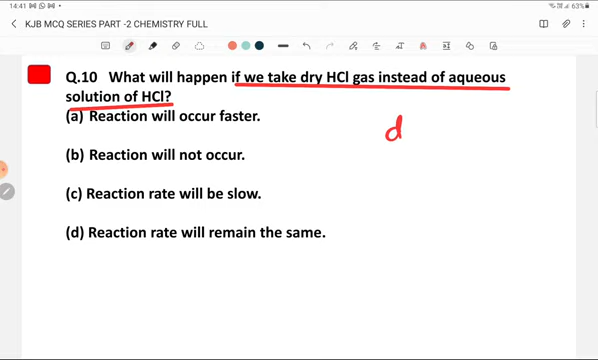 14:41
63%
KJB MCQ SERIES PART -2 CHEMISTRY FULL
Q.10 What will happen if we take dry HCl gas instead of aqueous
solution of HCl?
(a) Reaction will occur faster.
d
(b) Reaction will not occur.
(c) Reaction rate will be slow.
(d) Reaction rate will remain the same.